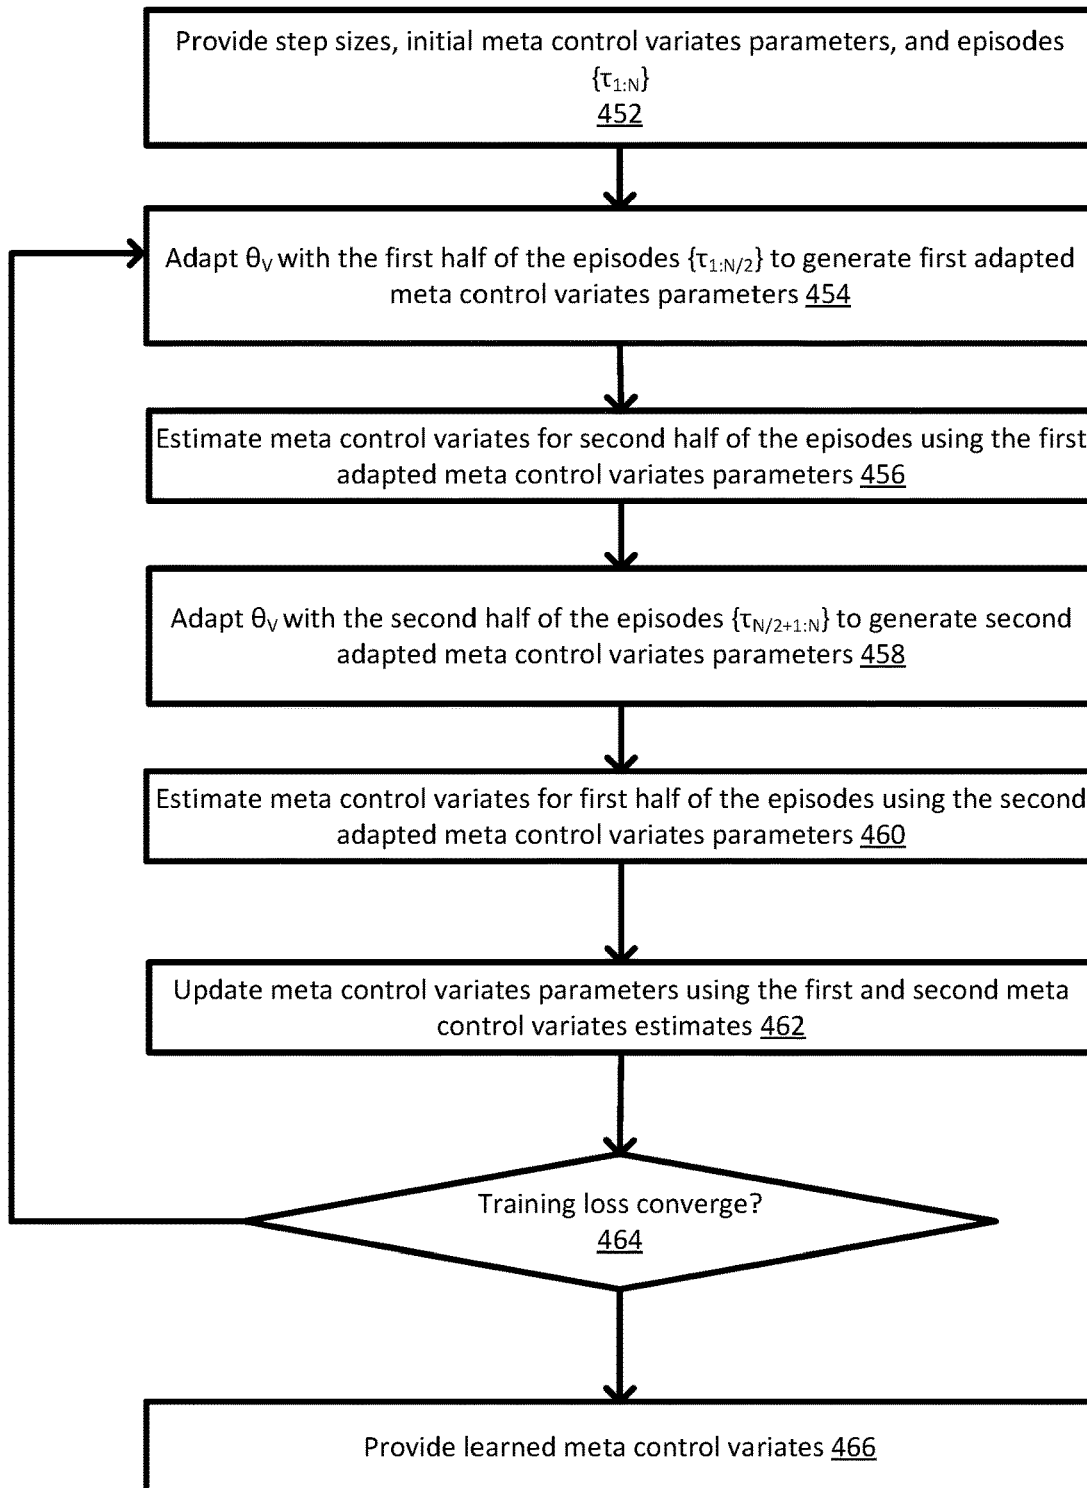 Provide step sizes, initial meta control variates parameters, and episodes
{τ1:N}
452
Adapt θV with the first half of the episodes {τ1:N/2} to generate first adapted
meta control variates parameters 454
Estimate meta control variates for second half of the episodes using the first
adapted meta control variates parameters 456
Adapt θV with the second half of the episodes {τN/2+1:N} to generate second
adapted meta control variates parameters 458
Estimate meta control variates for first half of the episodes using the second
adapted meta control variates parameters 460
Update meta control variates parameters using the first and second meta
control variates estimates 462
Training loss converge?
464
Provide learned meta control variates 466